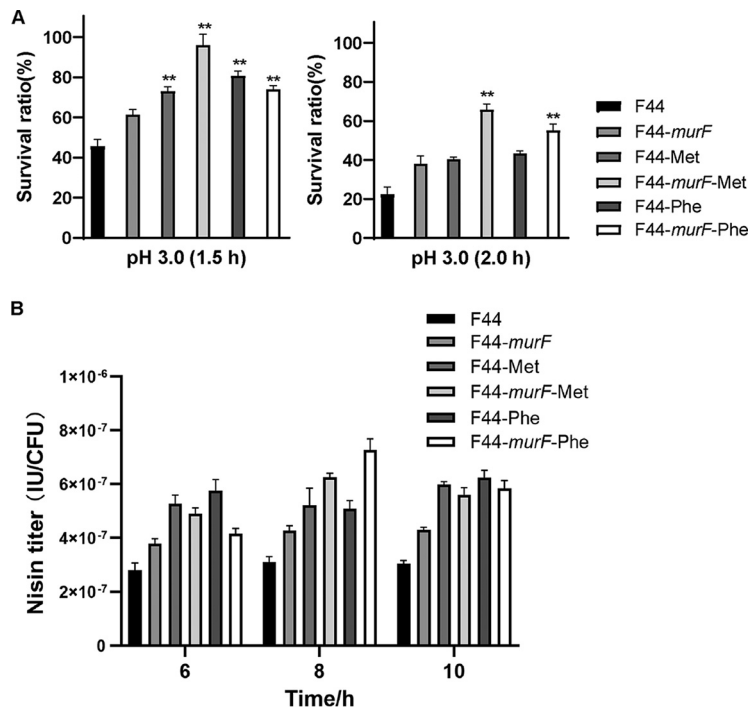 A
Survival ratio(%)
100
80
60
40
20
0
**
**
**
**
pH 3.0 (1.5 h)
Survival ratio(%)
100
80
60
40
20
0
**
**
pH 3.0 (2.0 h)
F44
F44-murF
F44-Met
F44-murF-Met
F44-Phe
F44-murF-Phe
B
F44
F44-murF
F44-Met
F44-murF-Met
F44-Phe
F44-murF-Phe
Nisin titer（IU/CFU）
1×10-6
8×10-7
6×10-7
4×10-7
2×10-7
0
6 8 10
Time/h